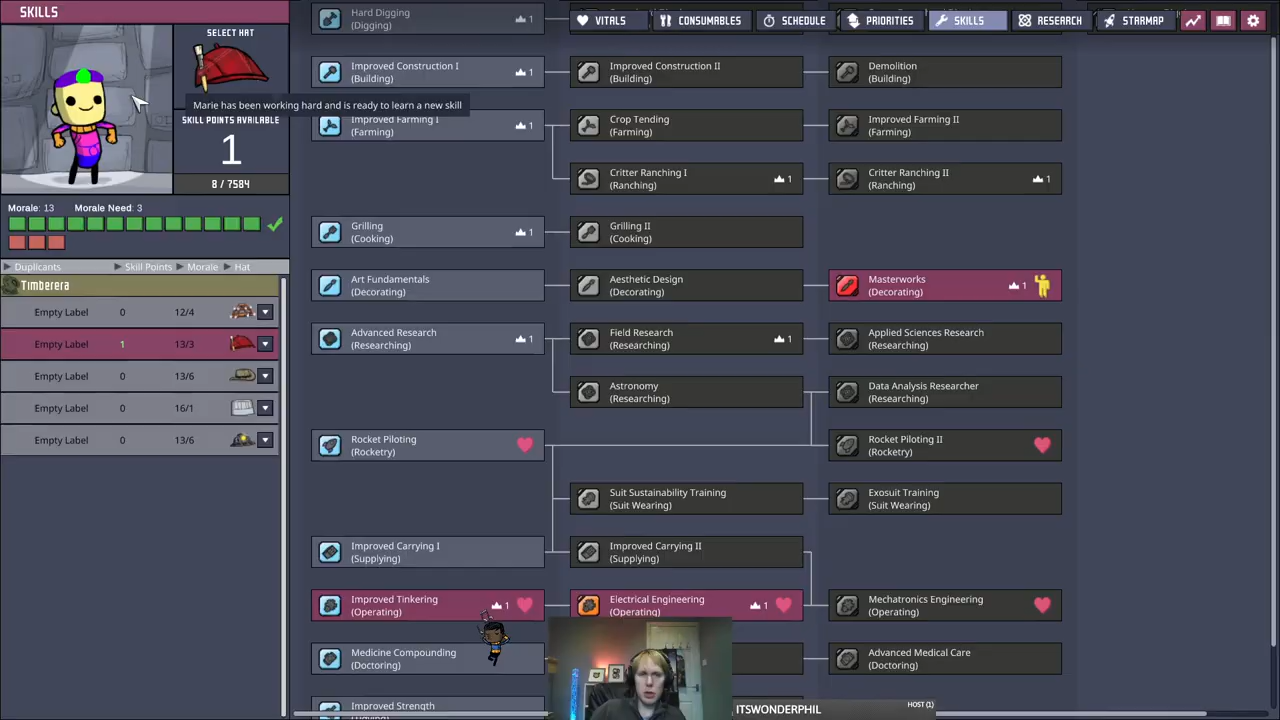 SKILLS
VITALS
CONSUMABLES
SCHEDULE
PRIORITIES
SKILLS
RESEARCH
STARMAP
SELECT HAT
Marie has been working hard and is ready to learn a new skill
SKILL POINTS AVAILABLE
1
8 / 7584
Morale: 13 Morale Need: 3
Duplicants Skill Points Morale Hat
Timberera
Empty Label 0 12/4
Empty Label 1 13/3
Empty Label 0 13/6
Empty Label 0 16/1
Empty Label 0 13/6
Hard Digging 1
(Digging)
Improved Construction I 1
(Building)
Improved Construction II
(Building)
Demolition
(Building)
Improved Farming I 1
(Farming)
Crop Tending
(Farming)
Improved Farming II
(Farming)
Critter Ranching I 1
(Ranching)
Critter Ranching II 1
(Ranching)
Grilling 1
(Cooking)
Grilling II
(Cooking)
Art Fundamentals
(Decorating)
Aesthetic Design
(Decorating)
Masterworks 1
(Decorating)
Advanced Research 1
(Researching)
Field Research 1
(Researching)
Applied Sciences Research
(Researching)
Astronomy
(Researching)
Data Analysis Researcher
(Researching)
Rocket Piloting
(Rocketry)
Rocket Piloting II
(Rocketry)
Suit Sustainability Training
(Suit Wearing)
Exosuit Training
(Suit Wearing)
Improved Carrying I
(Supplying)
Improved Carrying II
(Supplying)
Improved Tinkering 1
(Operating)
Electrical Engineering 1
(Operating)
Mechatronics Engineering
(Operating)
Medicine Compounding
(Doctoring)
Advanced Medical Care
(Doctoring)
Improved Strength
ITSWONDERPHIL
HOST (1)